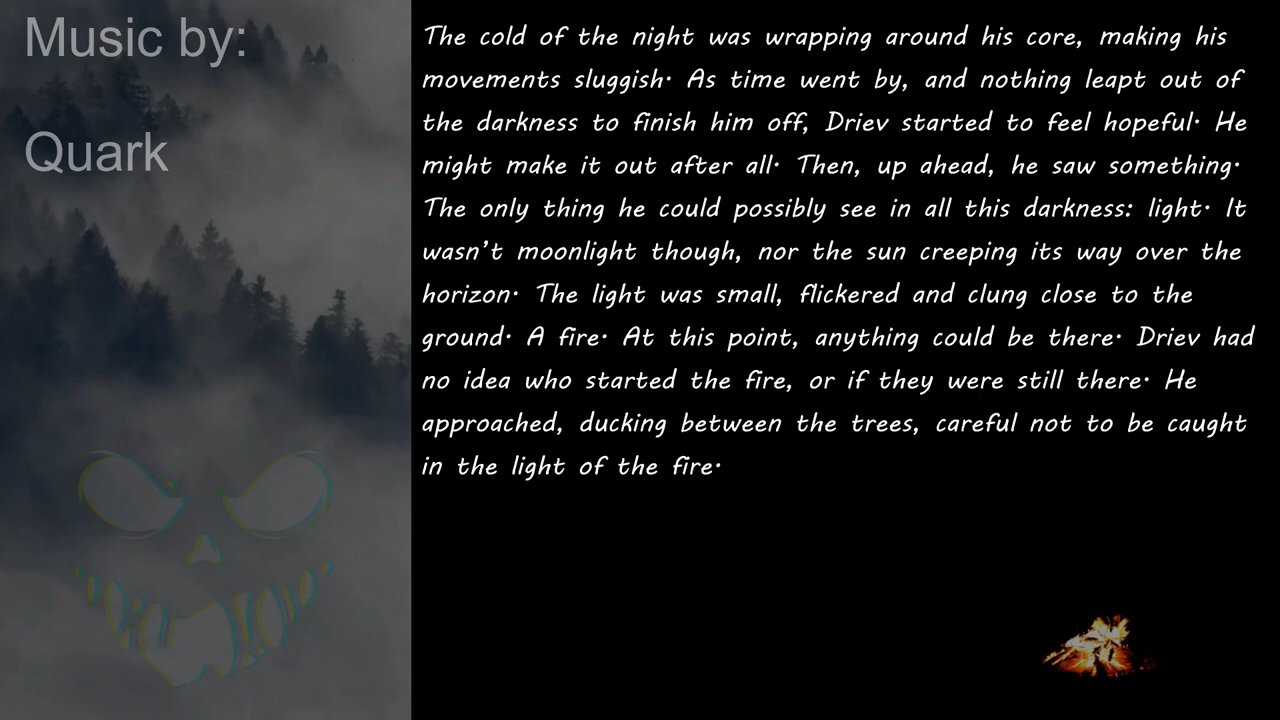 Music by:
Quark
The cold of the night was wrapping around his core, making his
movements sluggish. As time went by, and nothing leapt out of
the darkness to finish him off, Driev started to feel hopeful. He
might make it out after all. Then, up ahead, he saw something.
The only thing he could possibly see in all this darkness: light. It
wasn't moonlight though, nor the sun creeping its way over the
horizon. The light was small, flickered and clung close to the
ground. A fire. At this point, anything could be there. Driev had
no idea who started the fire, or if they were still there. He
approached, ducking between the trees, careful not to be caught
in the light of the fire.